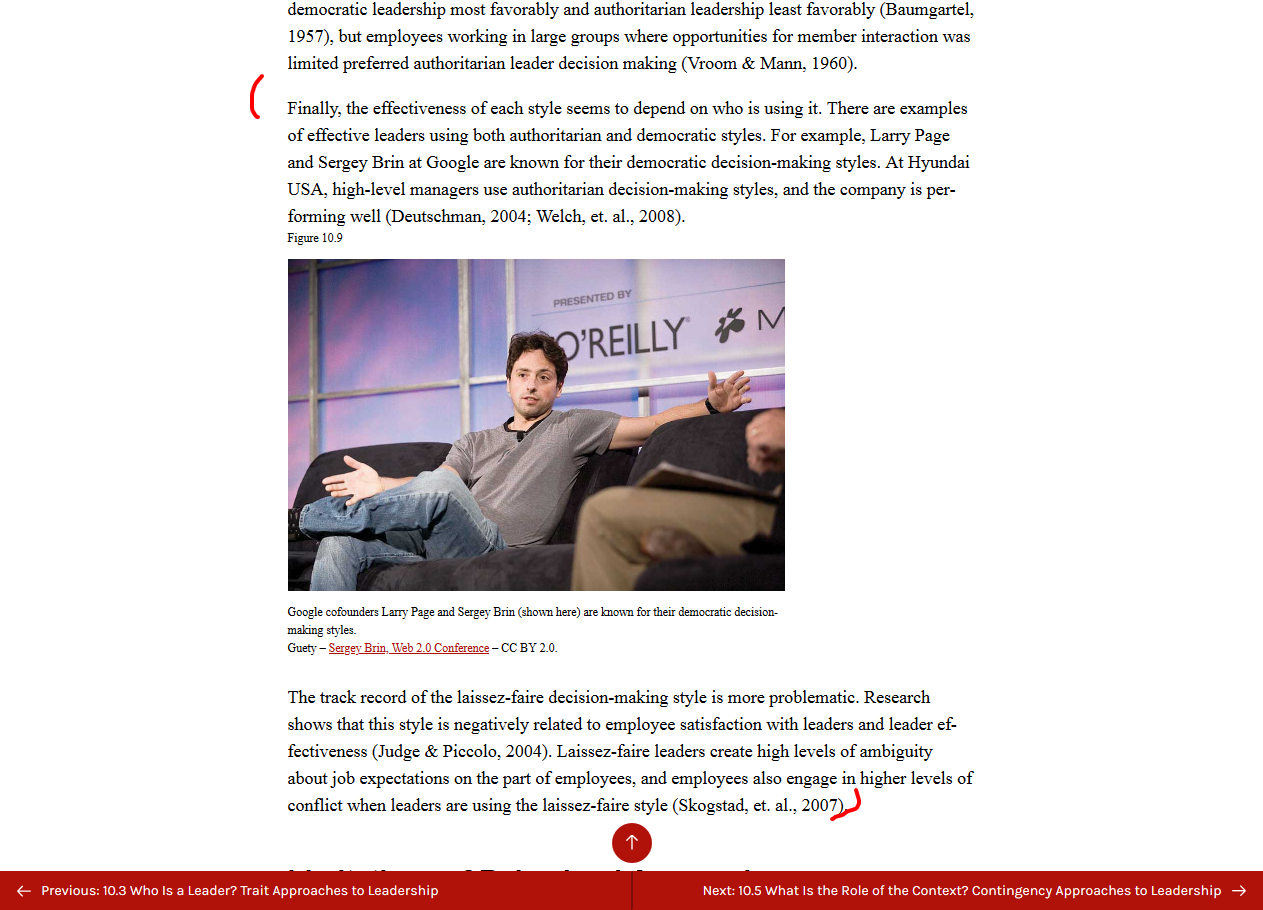 democratic leadership most favorably and authoritarian leadership least favorably (Baumgartel,
1957), but employees working in large groups where opportunities for member interaction was
limited preferred authoritarian leader decision making (Vroom & Mann, 1960).
Finally, the effectiveness of each style seems to depend on who is using it. There are examples
of effective leaders using both authoritarian and democratic styles. For example, Larry Page
and Sergey Brin at Google are known for their democratic decision-making styles. At Hyundai
USA, high-level managers use authoritarian decision-making styles, and the company is per-
forming well (Deutschman, 2004; Welch, et. al., 2008).
Figure 10.9
PRESENTED BY
O'REILLY®
M
Google cofounders Larry Page and Sergey Brin (shown here) are known for their democratic decision-
making styles.
Guety – Sergey Brin, Web 2.0 Conference – CC BY 2.0.
The track record of the laissez-faire decision-making style is more problematic. Research
shows that this style is negatively related to employee satisfaction with leaders and leader ef-
fectiveness (Judge & Piccolo, 2004). Laissez-faire leaders create high levels of ambiguity
about job expectations on the part of employees, and employees also engage in higher levels of
conflict when leaders are using the laissez-faire style (Skogstad, et. al., 2007).
Previous: 10.3 Who Is a Leader? Trait Approaches to Leadership
Next: 10.5 What Is the Role of the Context? Contingency Approaches to Leadership